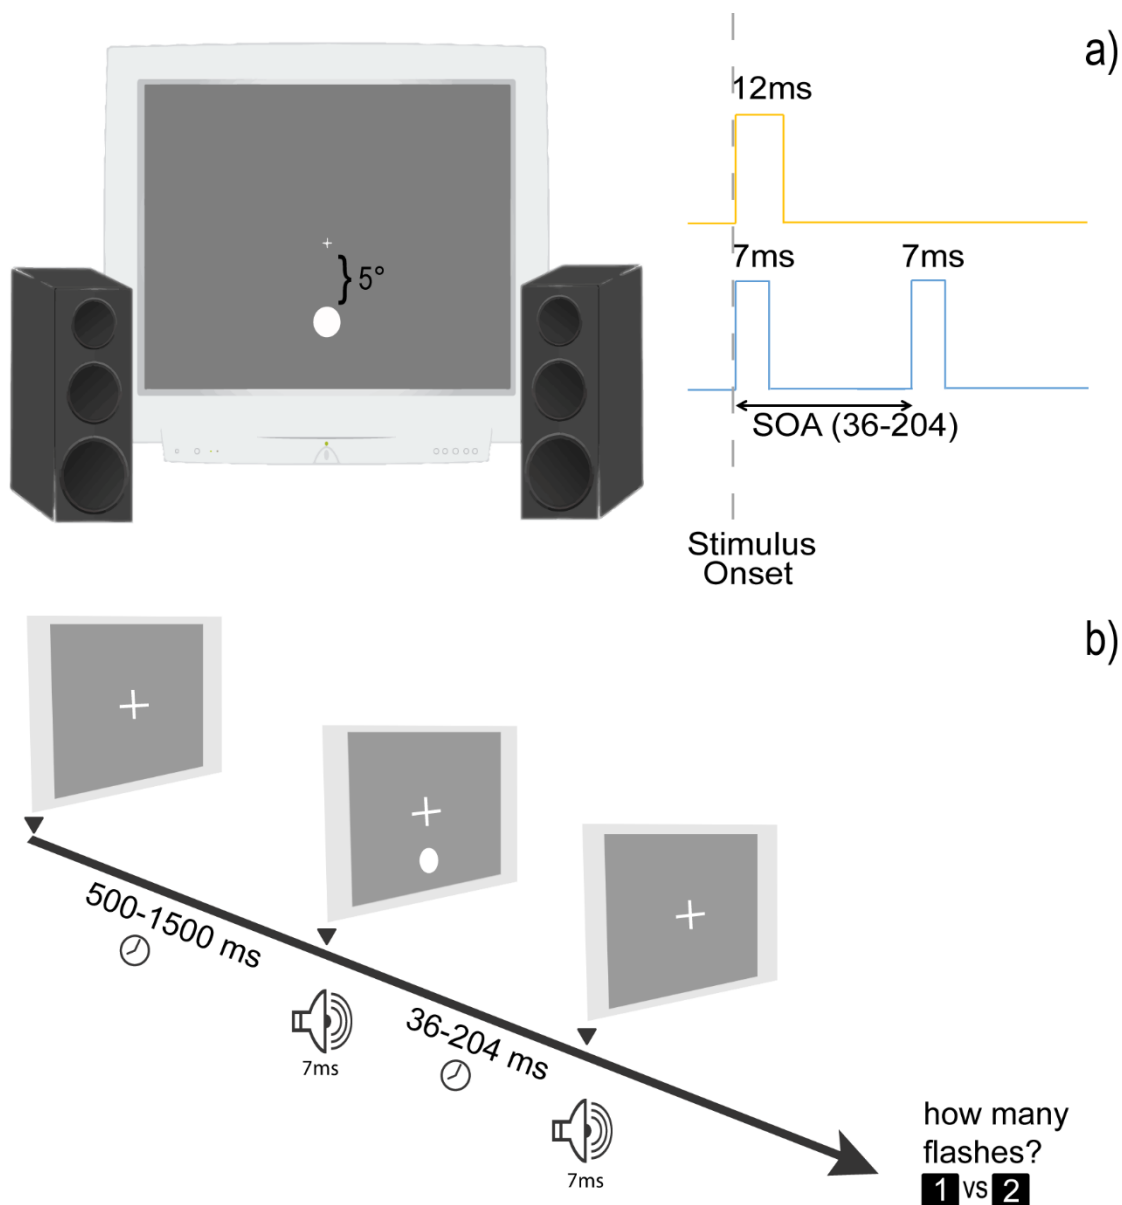 a)
12ms
5°
7ms
7ms
SOA (36-204)
Stimulus
Onset
b)
500-1500 ms
7ms
36-204 ms
7ms
how many
flashes?
1 vs 2